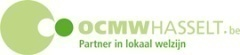 OCMWHASSELT.be
Partner in lokaal welzijn